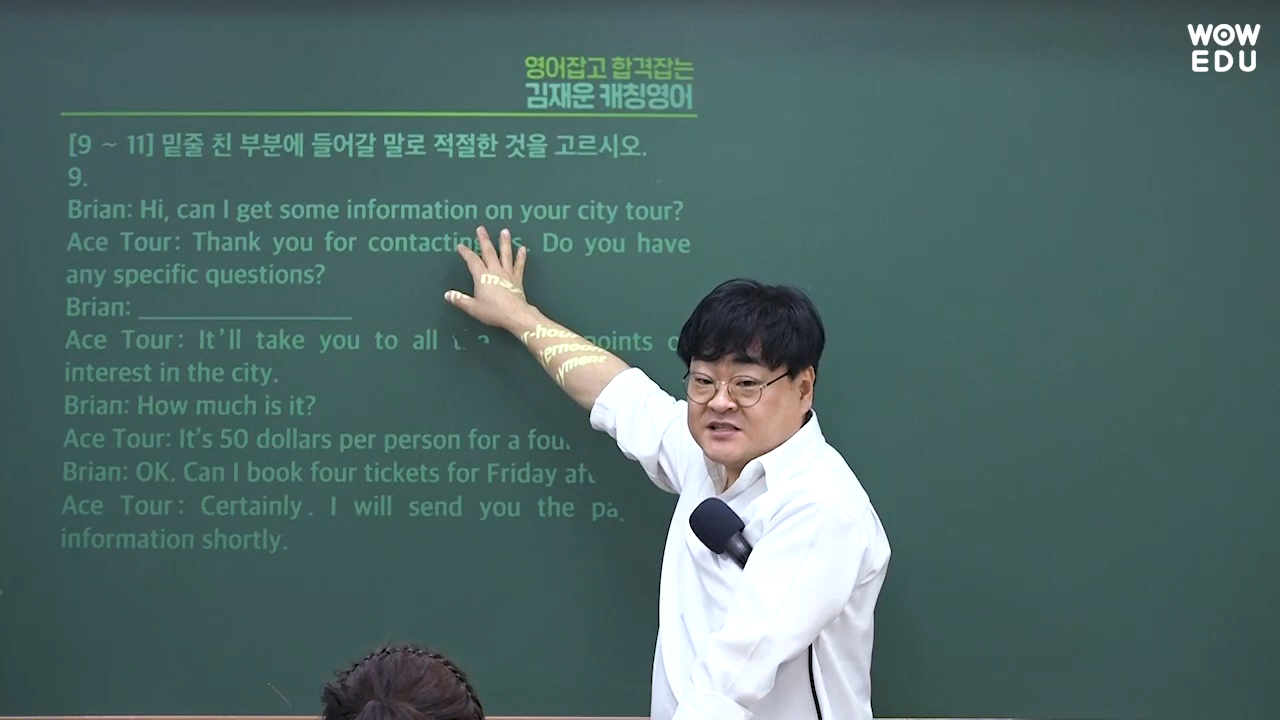 WOW
EDU
영어잡고 합격잡는
김재운 캐칭영어
[9 ~ 11] 밑줄 친 부분에 들어갈 말로 적절한 것을 고르시오.
9.
Brian: Hi, can I get some information on your city tour?
Ace Tour: Thank you for contacting Do you have
any specific questions?
Brian: _______________
Ace Tour: It'll take you to all points
interest in the city.
Brian: How much is it?
Ace Tour: It's 50 dollars per person for a
Brian: OK. Can I book four tickets for Friday
Ace Tour: Certainly. I will send you the
information shortly.